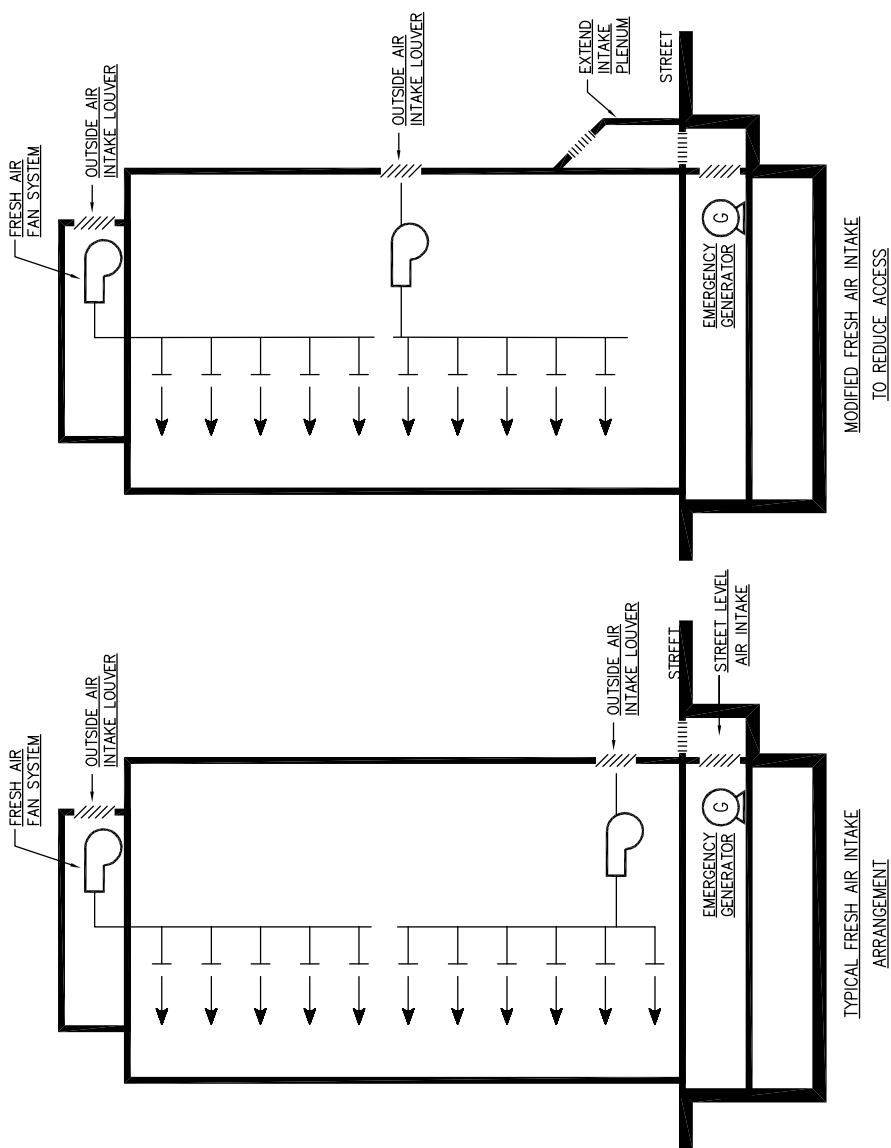 FRESH AIR
FAN SYSTEM
OUTSIDE AIR
INTAKE LOUVER
OUTSIDE AIR
INTAKE LOUVER
STREET
STREET LEVEL
AIR INTAKE
EMERGENCY
GENERATOR
G
TYPICAL FRESH AIR INTAKE
ARRANGEMENT
FRESH AIR
FAN SYSTEM
OUTSIDE AIR
INTAKE LOUVER
OUTSIDE AIR
INTAKE LOUVER
EXTEND
INTAKE
PLENUM
STREET
EMERGENCY
GENERATOR
G
MODIFIED FRESH AIR INTAKE
TO REDUCE ACCESS